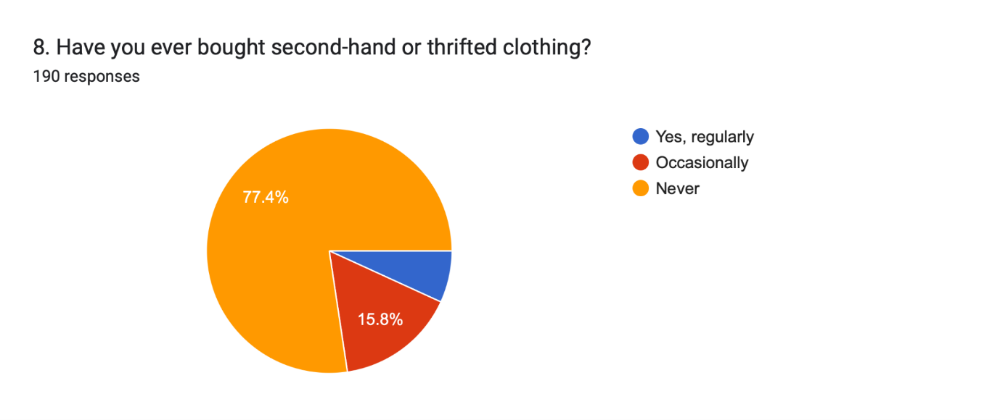 8. Have you ever bought second-hand or thrifted clothing?
190 responses
Yes, regularly
Occasionally
Never
77.4%
15.8%